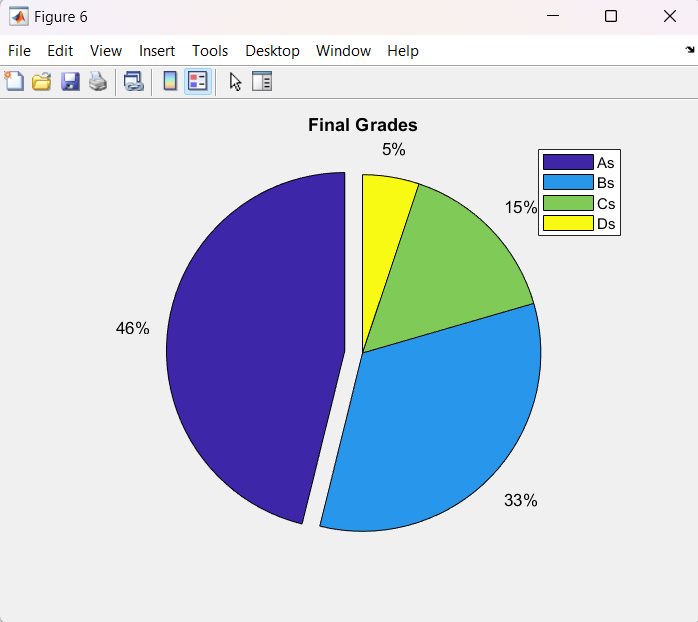 Figure 6
File Edit View Insert Tools Desktop Window Help
Final Grades
5%
As
Bs
Cs
Ds
15%
46%
33%